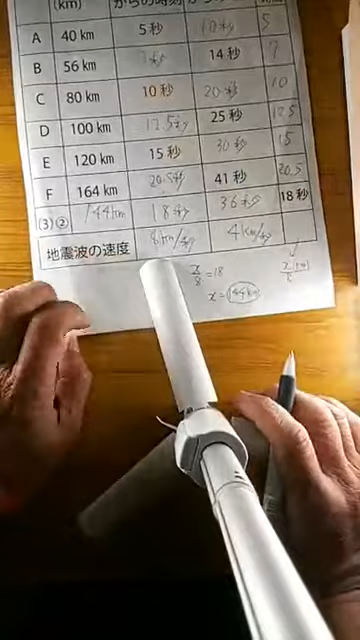 (km) からの時刻
A 40 km 5秒 10秒 5
B 56 km 7秒 14秒 7
C 80 km 10秒 20秒 10
D 100 km 12.5秒 25秒 12.5
E 120 km 15秒 30秒 15
F 164 km 20.5秒 41秒 20.5
(3)② 144km 18秒 36秒 18秒
地震波の速度 8km/秒 4km/秒
x/8 = 18
x = 144km